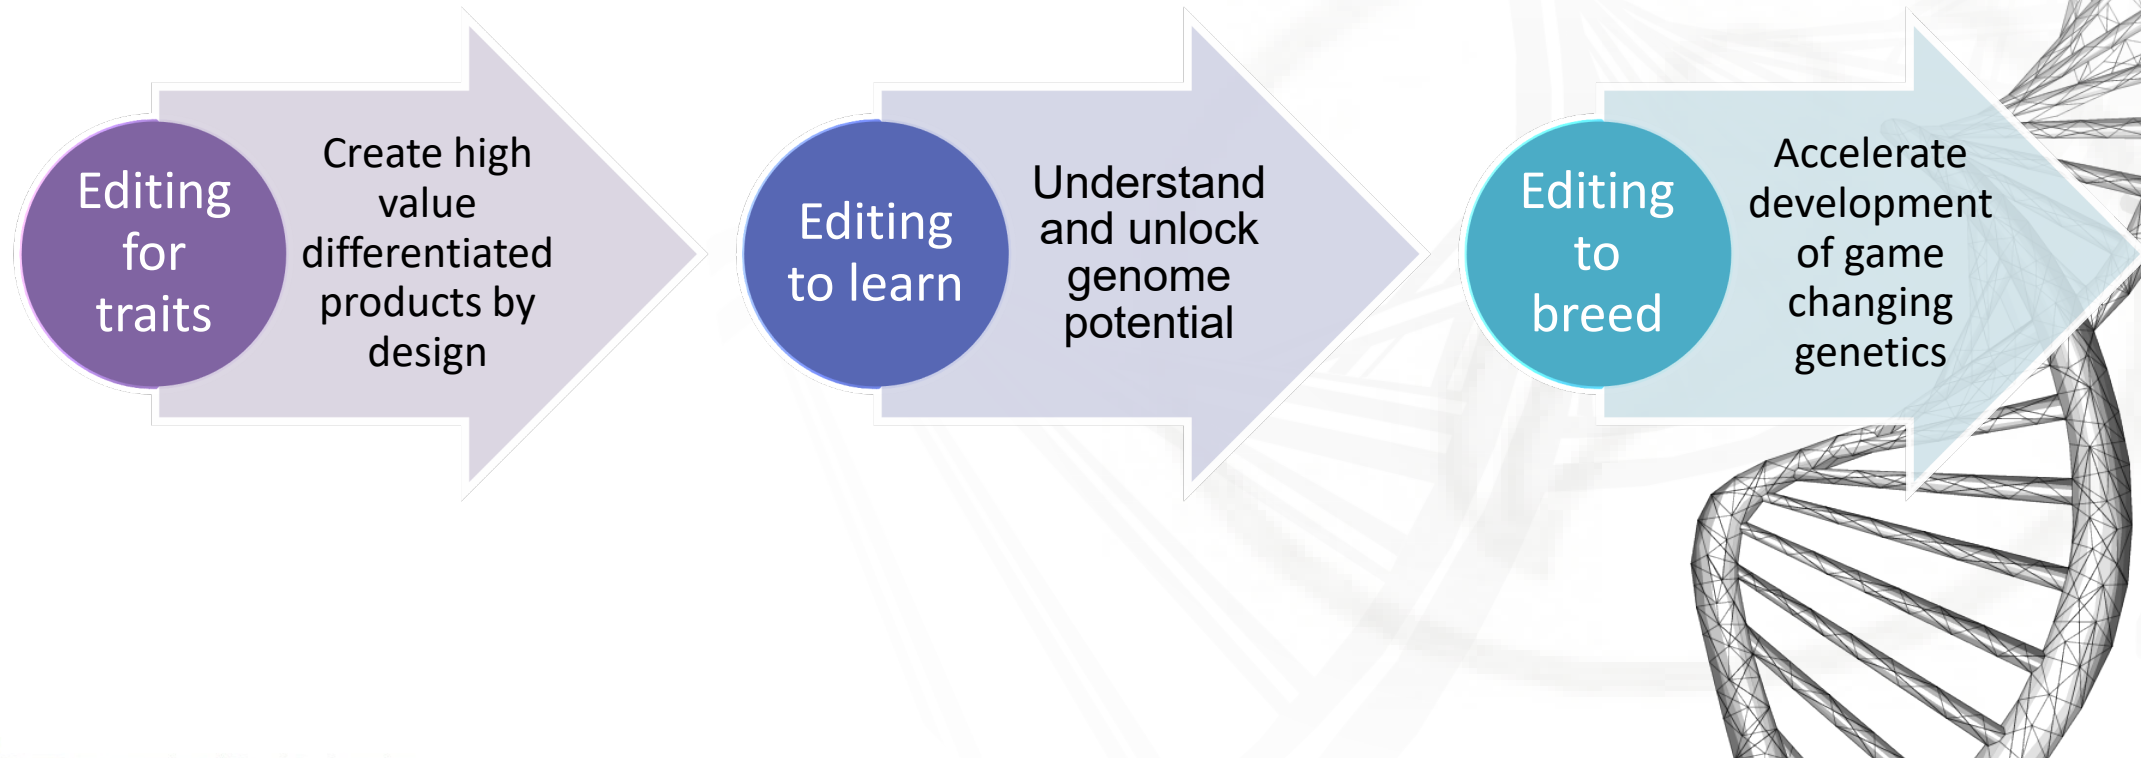 Editing
for
traits
Create high
value
differentiated
products by
design
Editing
to learn
Understand
and unlock
genome
potential
Editing
to
breed
Accelerate
development
of game
changing
genetics